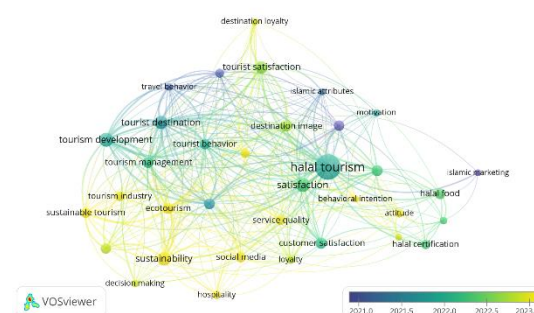 destination loyalty
tourist satisfaction
travel behavior
islamic attributes
motivation
tourist destination
destination image
tourism development
tourist behavior
tourism management
halal tourism
islamic marketing
satisfaction
tourism industry
behavioral intention
halal food
sustainable tourism
ecotourism
attitude
service quality
customer satisfaction
halal certification
sustainability
social media
loyalty
decision making
hospitality
VOSviewer
2021.0 2021.5 2022.0 2022.5 2023.